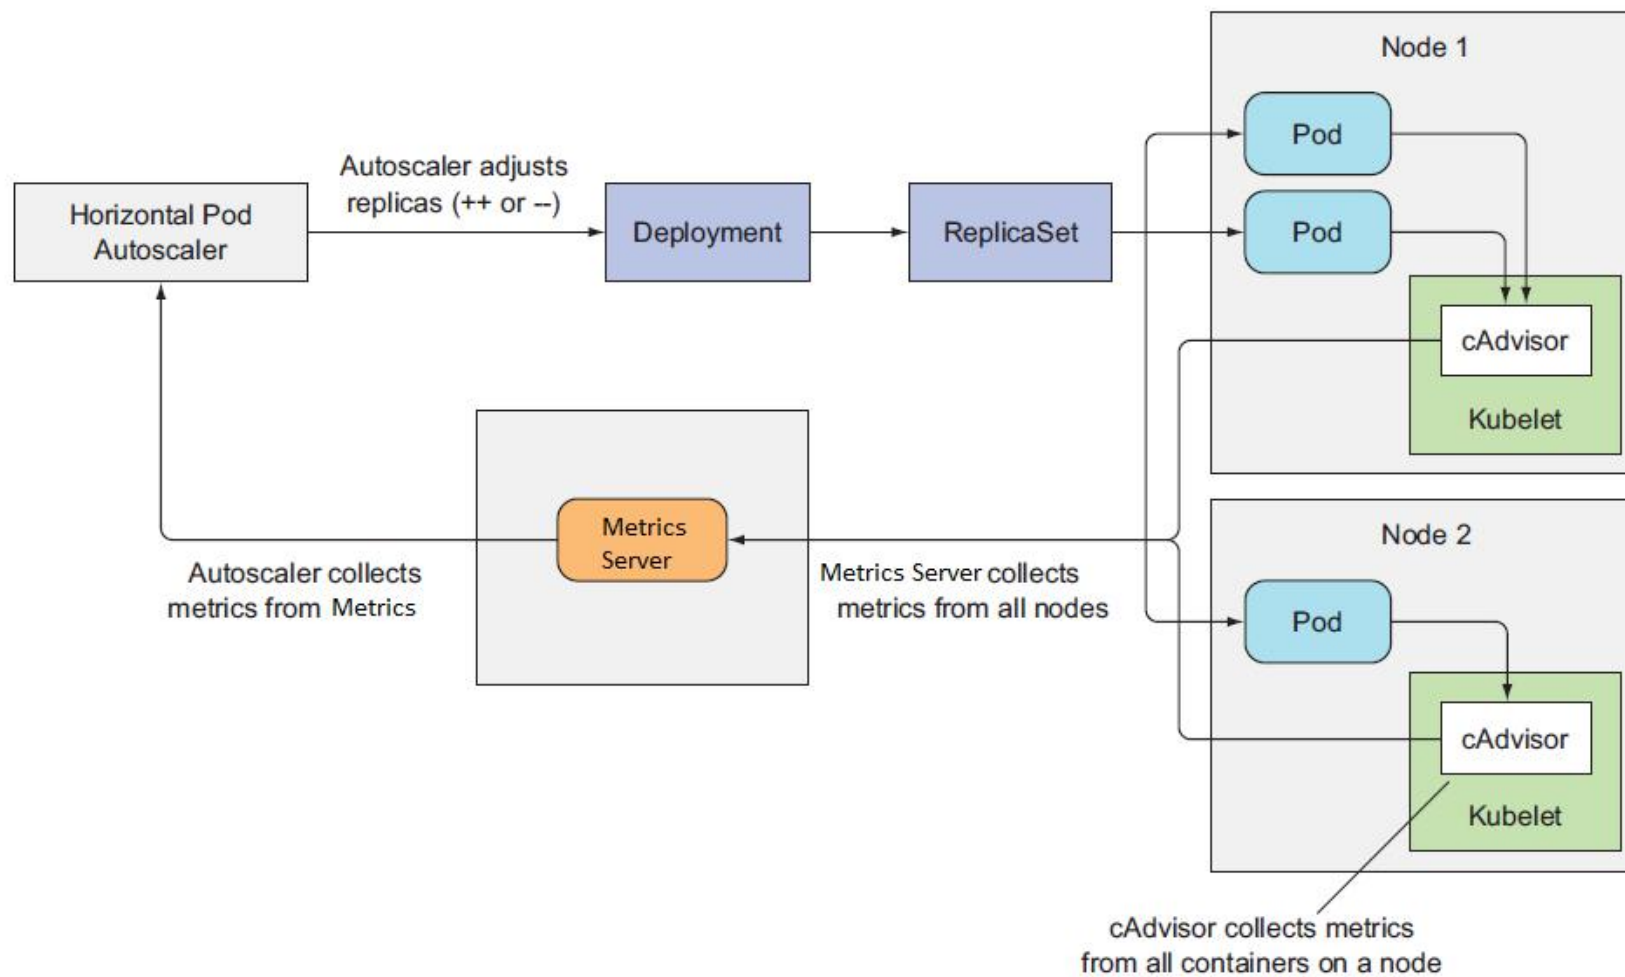 Node 1
Pod
Autoscaler adjusts
replicas (++ or --)
Horizontal Pod
Autoscaler
Deployment
ReplicaSet
Pod
cAdvisor
Kubelet
Metrics
Server
Node 2
Autoscaler collects
metrics from Metrics
Metrics Server collects
metrics from all nodes
Pod
cAdvisor
Kubelet
cAdvisor collects metrics
from all containers on a node